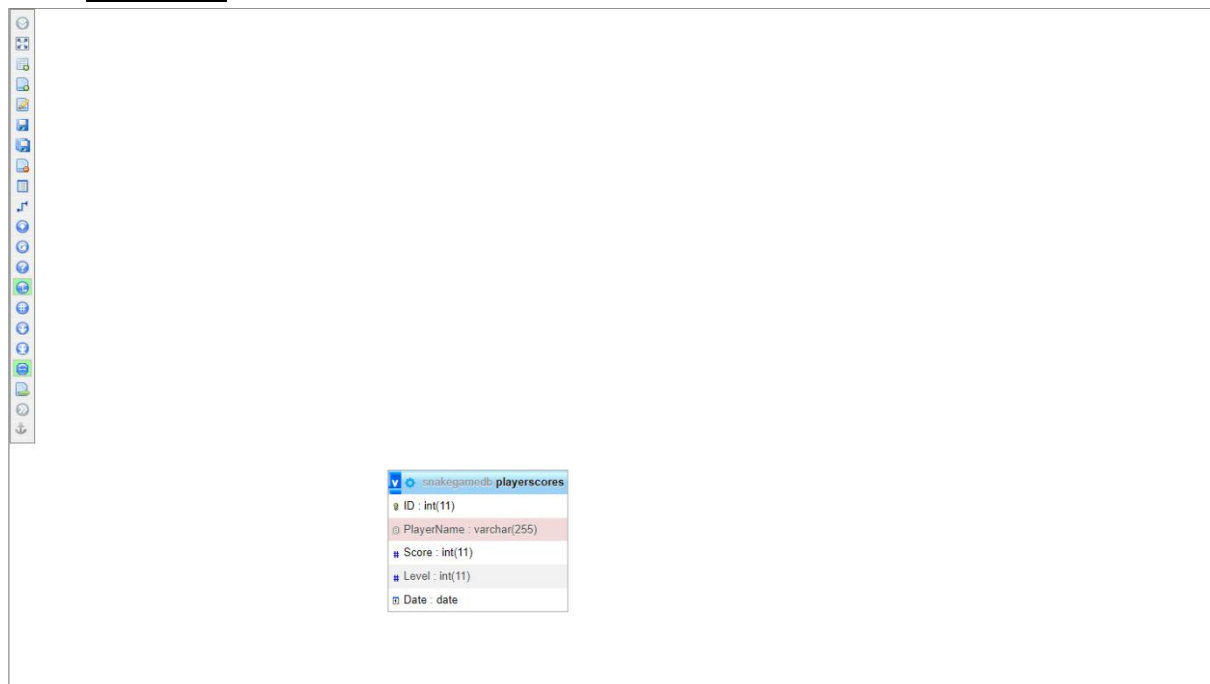 v snakegamedb playerscores
ID : int(11)
PlayerName : varchar(255)
# Score : int(11)
# Level : int(11)
Date : date